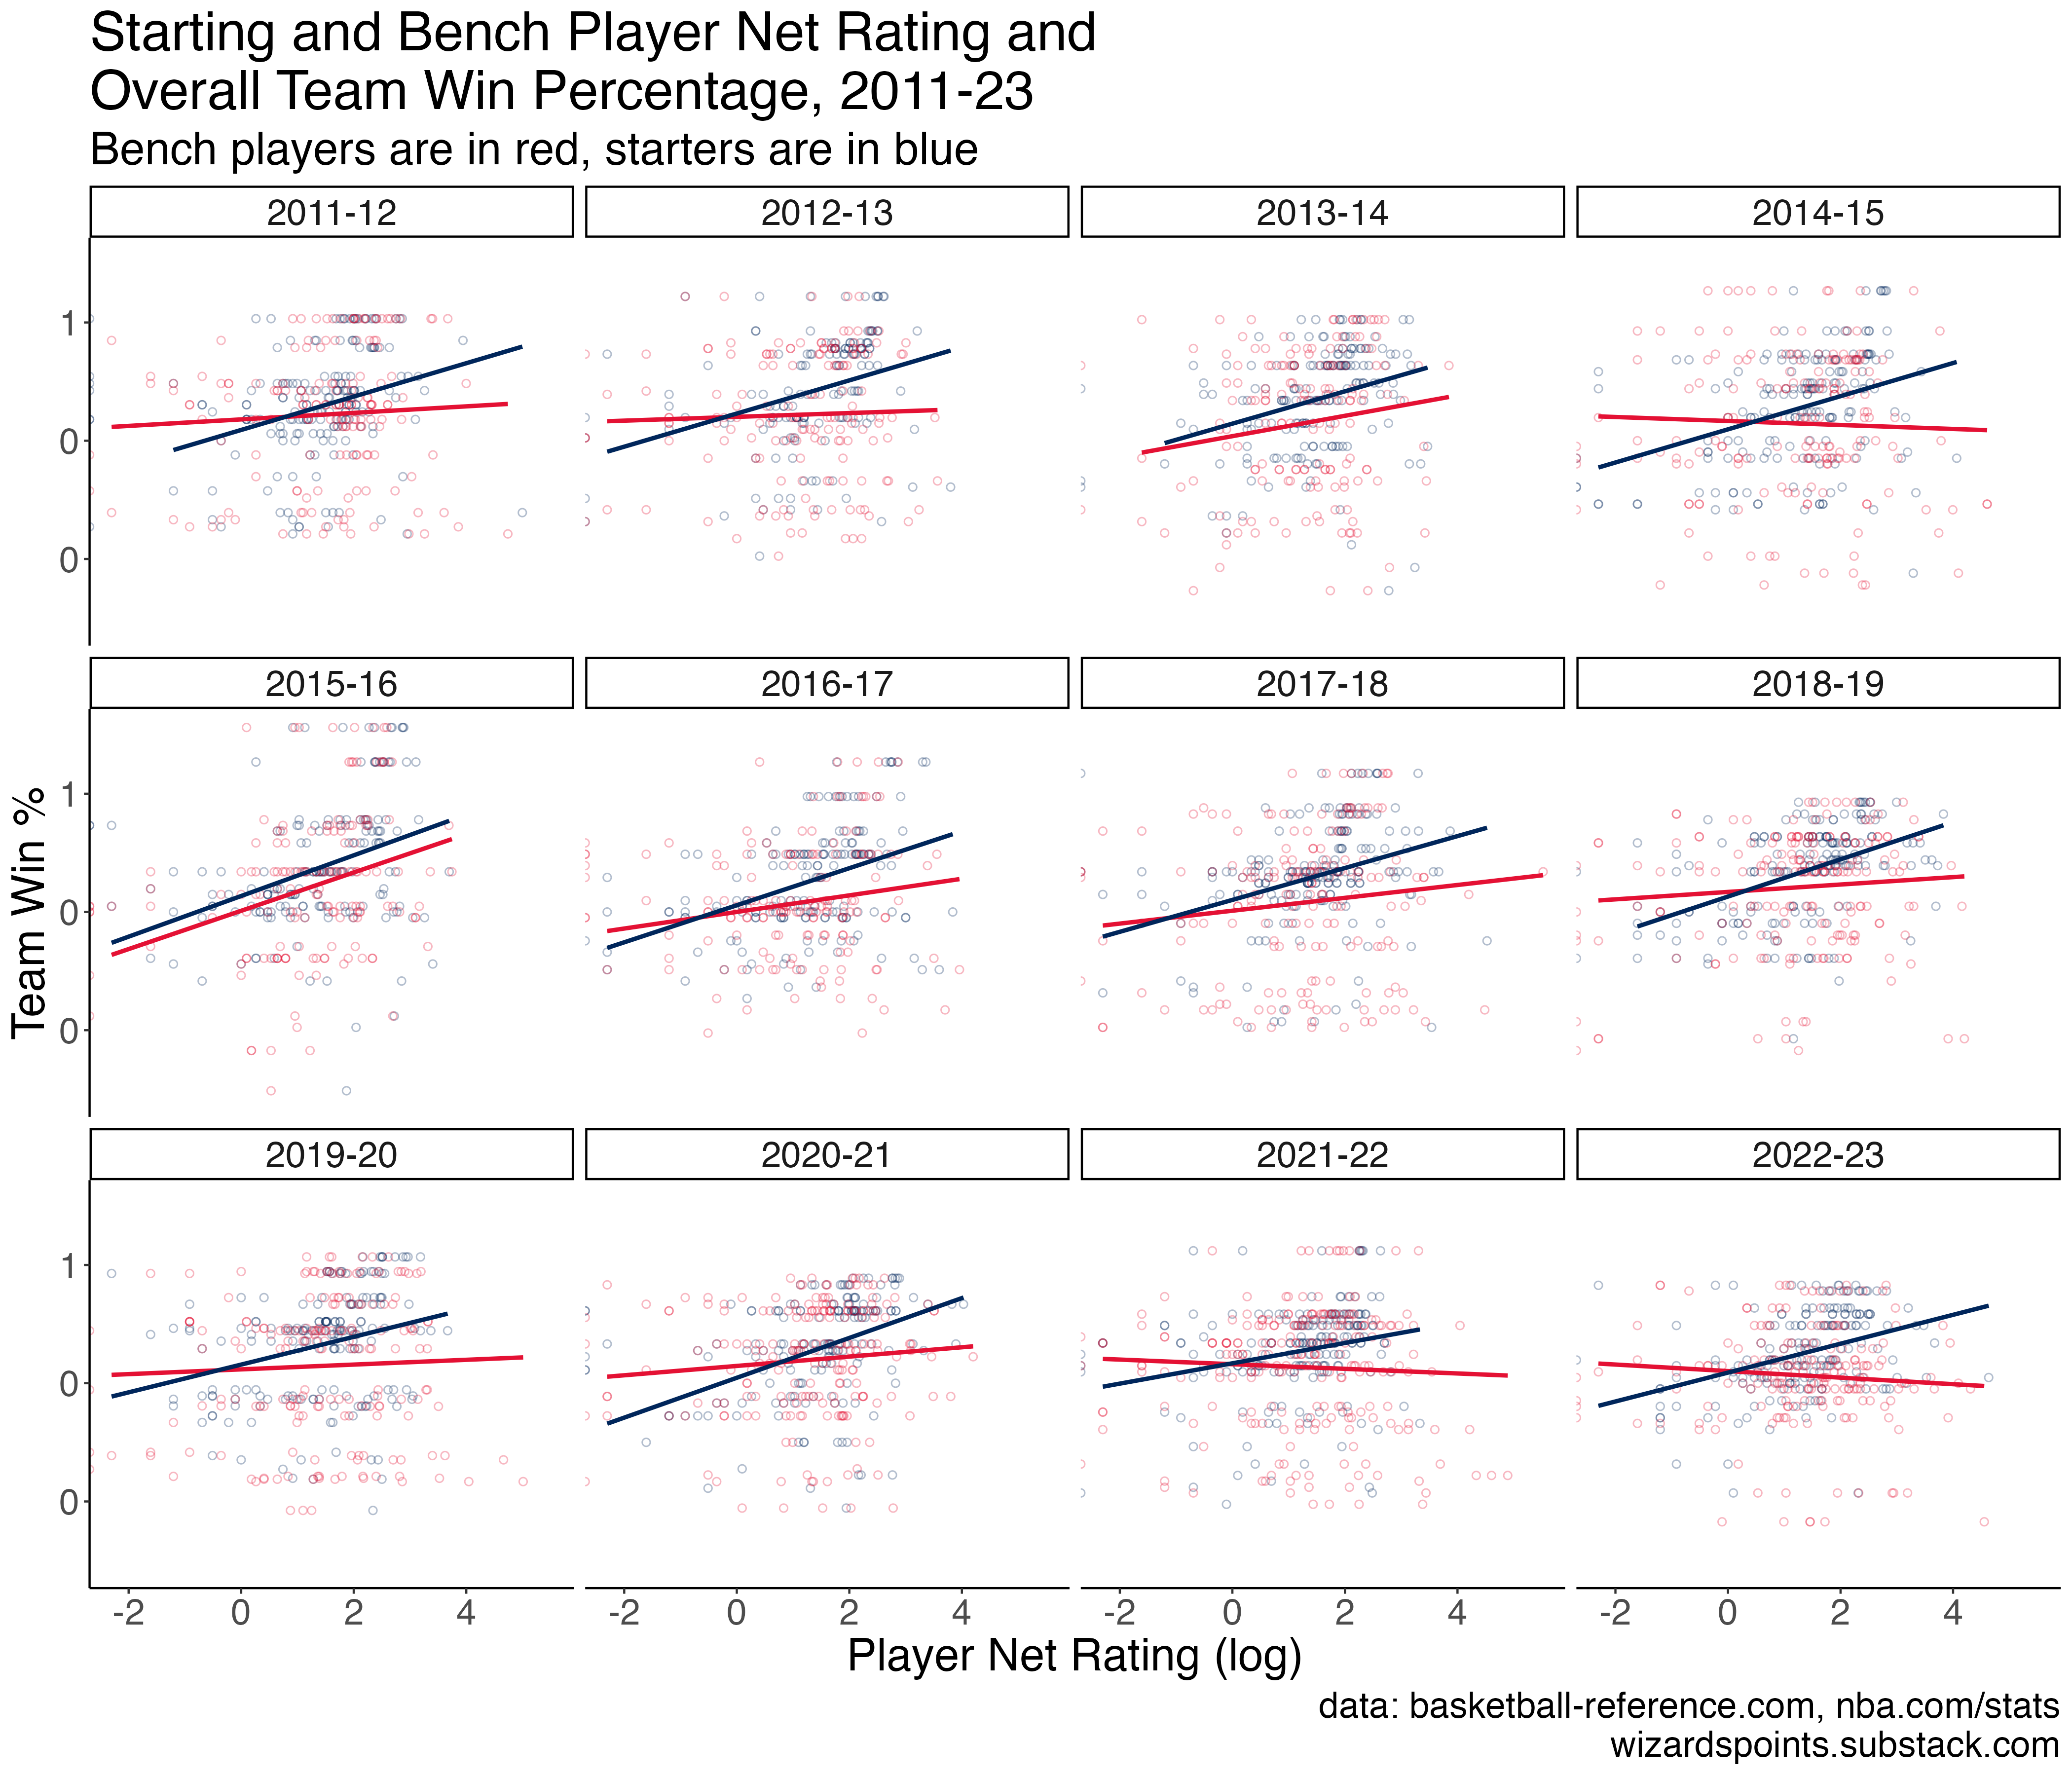 Starting and Bench Player Net Rating and
Overall Team Win Percentage, 2011-23
Bench players are in red, starters are in blue
2011-12 2012-13 2013-14 2014-15
1
0
0
2015-16 2016-17 2017-18 2018-19
1
0
0
Team Win %
2019-20 2020-21 2021-22 2022-23
1
0
0
-2 0 2 4 -2 0 2 4 -2 0 2 4 -2 0 2 4
Player Net Rating (log)
data: basketball-reference.com, nba.com/stats
wizardspoints.substack.com